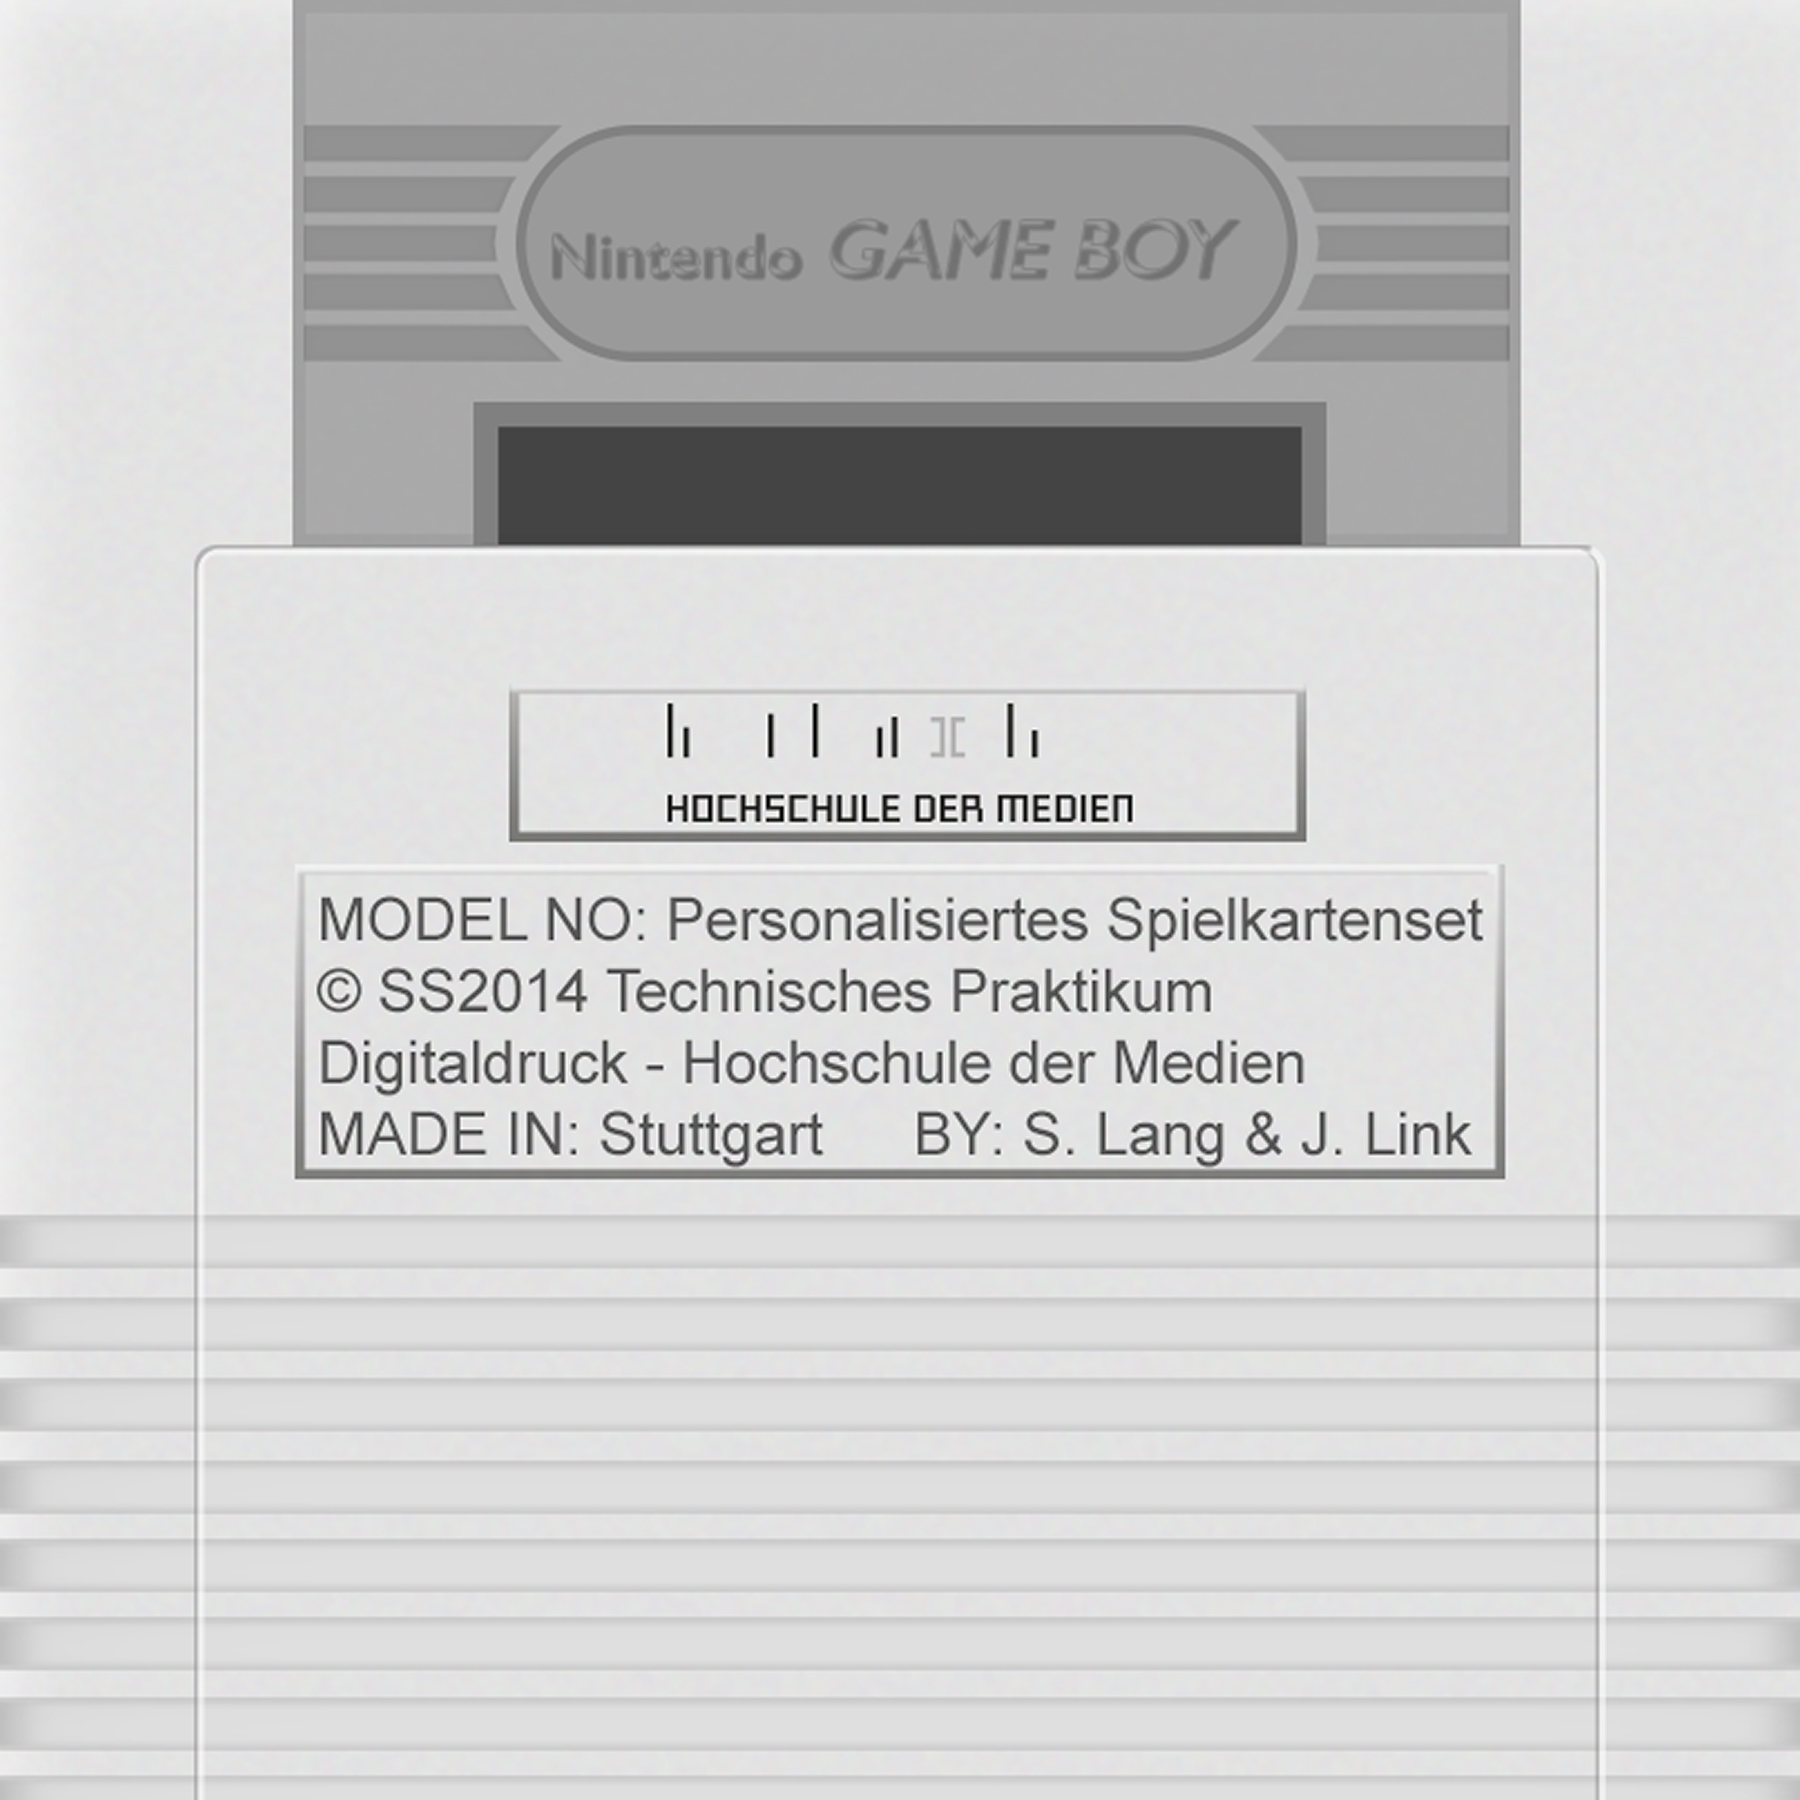 Nintendo GAME BOY
HOCHSCHULE DER MEDIEN
MODEL NO: Personalisiertes Spielkartenset
© SS2014 Technisches Praktikum
Digitaldruck - Hochschule der Medien
MADE IN: Stuttgart BY: S. Lang & J. Link